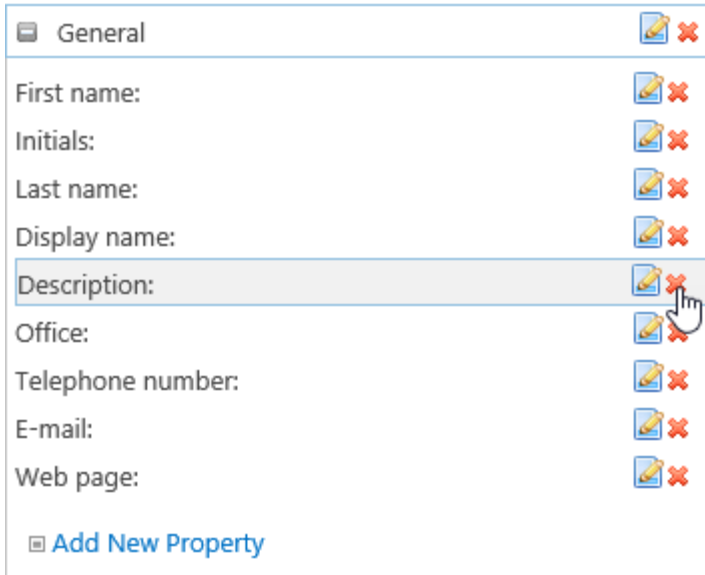 General
First name:
Initials:
Last name:
Display name:
Description:
Office:
Telephone number:
E-mail:
Web page:
Add New Property